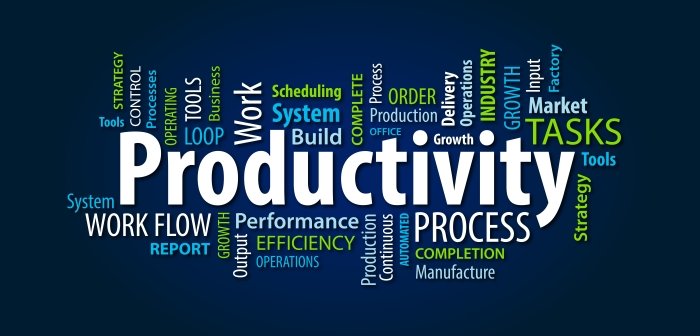 STRATEGY
CONTROL
Processes
Tools
OPERATING
TOOLS
Business
LOOP
Work
Scheduling
System
Build
COMPLETE
Process
ORDER
Production
OFFICE
Delivery
Operations
INDUSTRY
GROWTH
Input
Factory
Market
TASKS
Growth
Tools
Productivity
Strategy
System
WORK FLOW
REPORT
GROWTH
Output
Performance
EFFICIENCY
OPERATIONS
Production
Continuous
AUTOMATED
PROCESS
COMPLETION
Manufacture